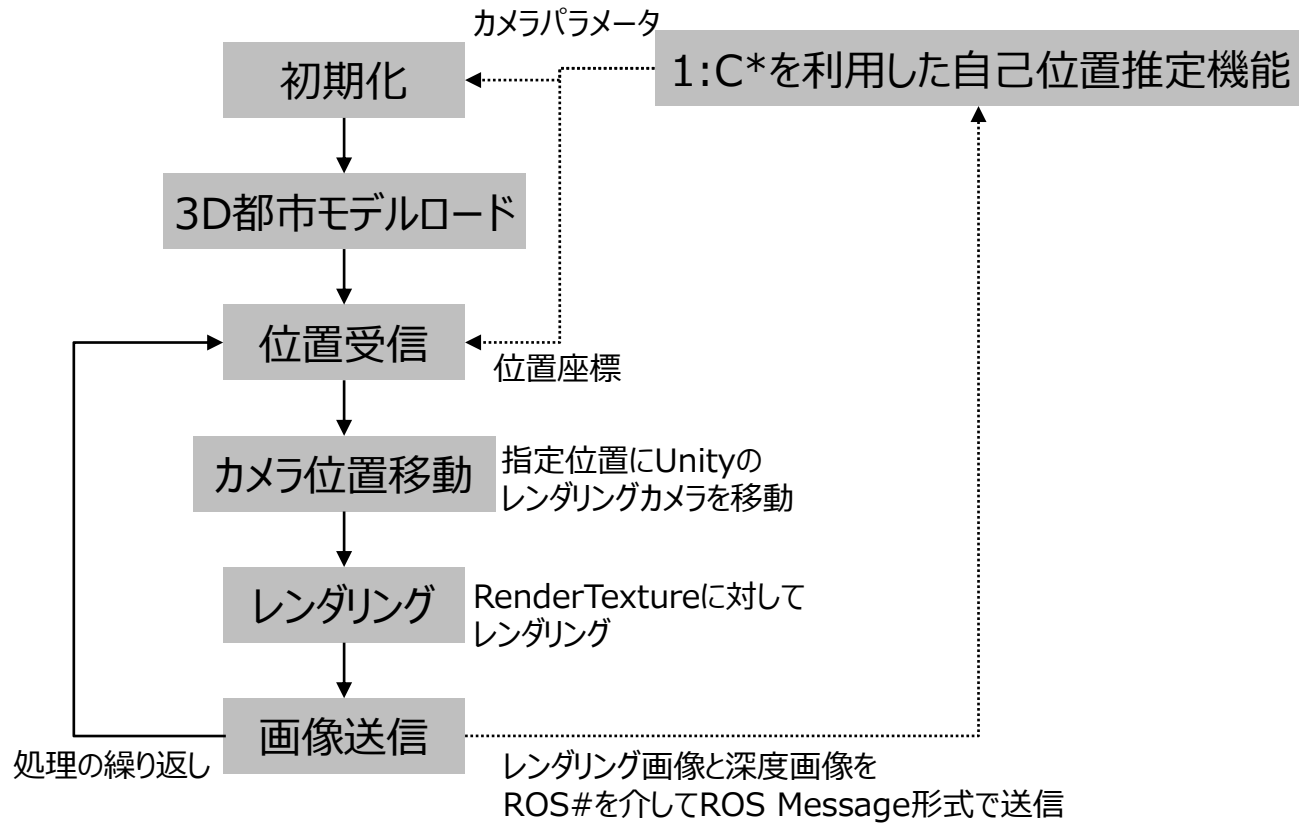 カメラパラメータ
初期化
1:C*を利用した自己位置推定機能
3D都市モデルロード
位置受信
位置座標
カメラ位置移動
指定位置にUnityの
レンダリングカメラを移動
レンダリング
RenderTextureに対して
レンダリング
画像送信
処理の繰り返し
レンダリング画像と深度画像を
ROS#を介してROS Message形式で送信